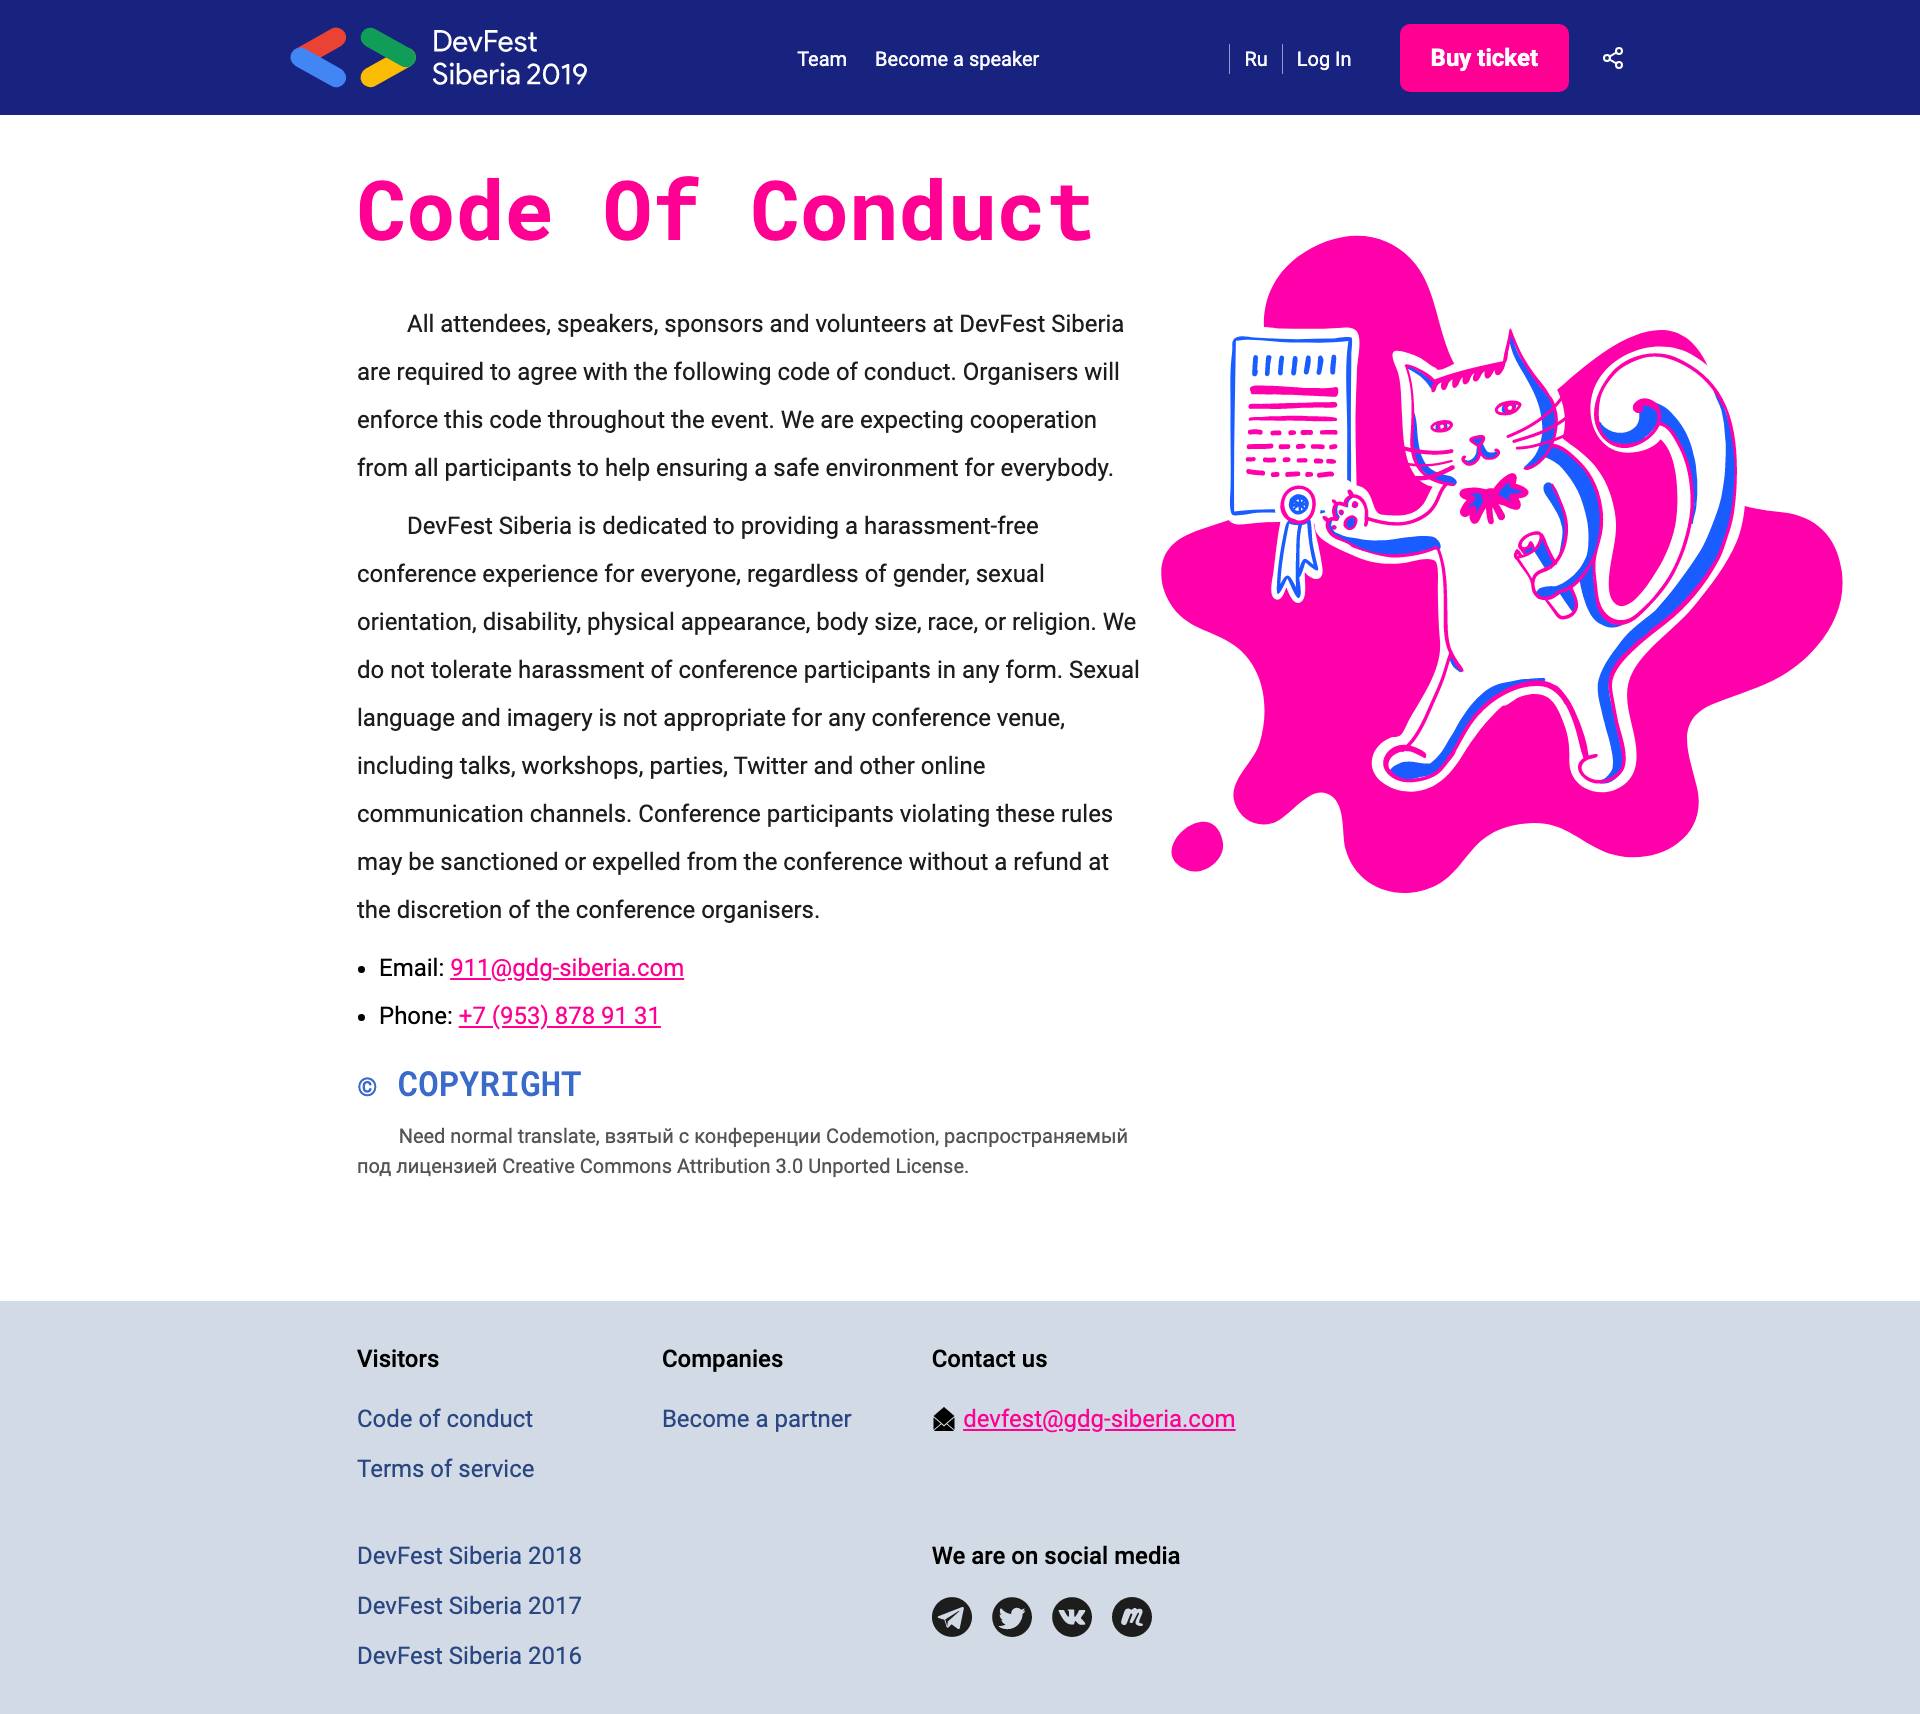 DevFest
Siberia 2019
Team
Become a speaker
Ru
Log In
Buy ticket
Code Of Conduct
All attendees, speakers, sponsors and volunteers at DevFest Siberia
are required to agree with the following code of conduct. Organisers will
enforce this code throughout the event. We are expecting cooperation
from all participants to help ensuring a safe environment for everybody.
DevFest Siberia is dedicated to providing a harassment-free
conference experience for everyone, regardless of gender, sexual
orientation, disability, physical appearance, body size, race, or religion. We
do not tolerate harassment of conference participants in any form. Sexual
language and imagery is not appropriate for any conference venue,
including talks, workshops, parties, Twitter and other online
communication channels. Conference participants violating these rules
may be sanctioned or expelled from the conference without a refund at
the discretion of the conference organisers.
• Email: 911@gdg-siberia.com
• Phone: +7 (953) 878 91 31
© COPYRIGHT
Need normal translate, взятый с конференции Codemotion, распространяемый
под лицензией Creative Commons Attribution 3.0 Unported License.
Visitors
Code of conduct
Terms of service
DevFest Siberia 2018
DevFest Siberia 2017
DevFest Siberia 2016
Companies
Become a partner
Contact us
devfest@gdg-siberia.com
We are on social media